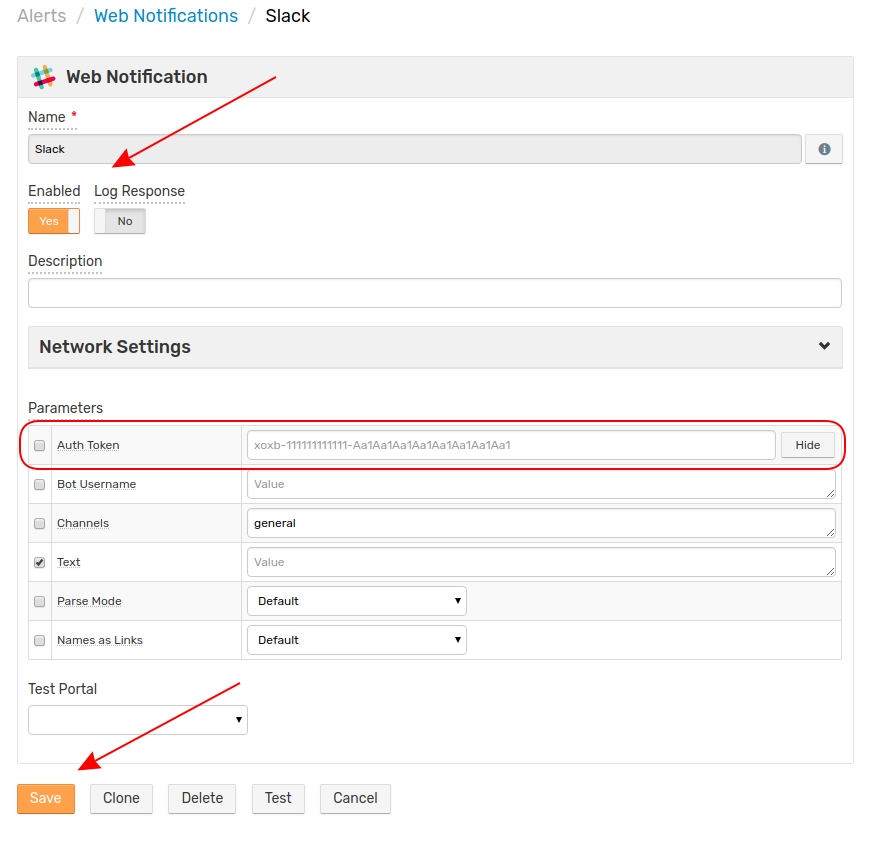 Alerts / Web Notifications / Slack
Web Notification
Name *
Slack
Enabled Log Response
Yes No
Description
Network Settings
Parameters
Auth Token xoxb-111111111111-Aa1Aa1Aa1Aa1Aa1Aa1Aa1Aa1 Hide
Bot Username Value
Channels general
Text Value
Parse Mode Default
Names as Links Default
Test Portal
Save Clone Delete Test Cancel